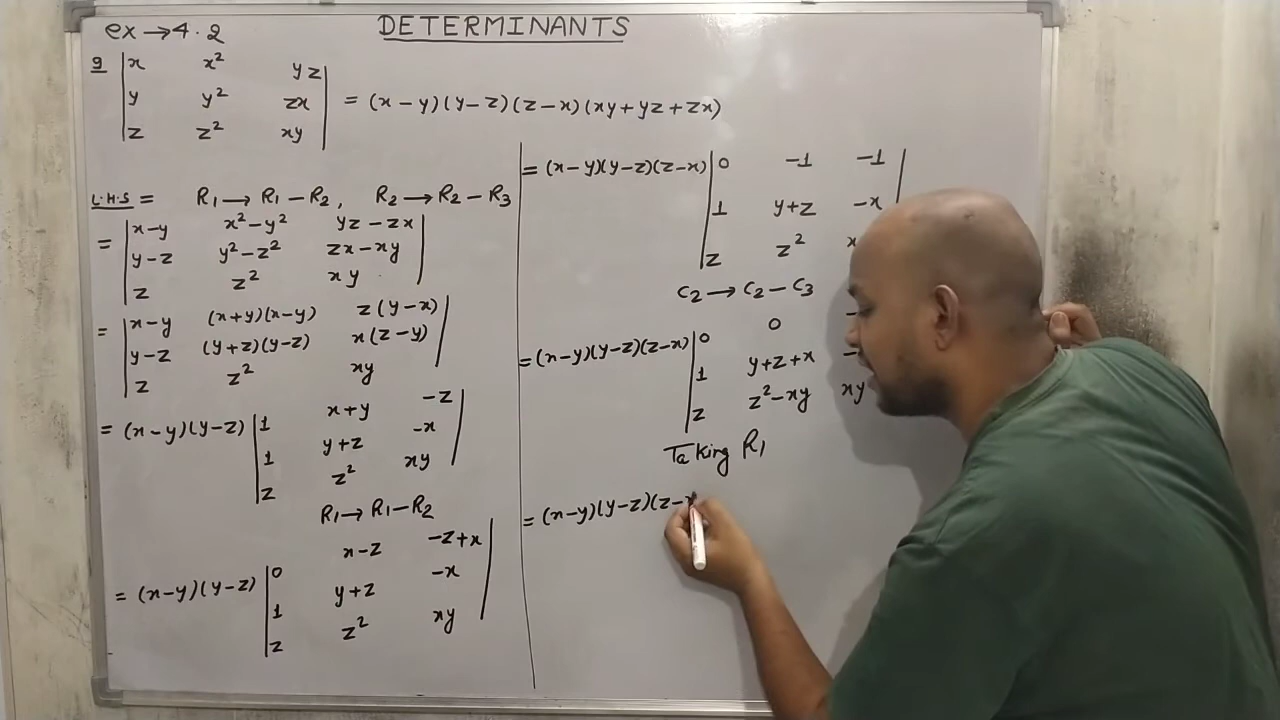 ex → 4.2
DETERMINANTS
9 | x x² yz |
| y y² zx | = (x-y)(y-z)(z-x)(xy+yz+zx)
| z z² xy |
L.H.S = R₁ → R₁-R₂, R₂ → R₂-R₃
= | x-y x²-y² yz-zx |
| y-z y²-z² zx-xy |
| z z² xy |
= | x-y (x+y)(x-y) z(y-x) |
| y-z (y+z)(y-z) x(z-y) |
| z z² xy |
= (x-y)(y-z) | 1 x+y -z |
| 1 y+z -x |
| z z² xy |
R₁ → R₁-R₂
= (x-y)(y-z) | 0 x-z -z+x |
| 1 y+z -x |
| z z² xy |
= (x-y)(y-z)(z-x) | 0 -1 -1 |
| 1 y+z -x |
| z z²
C₂ → C₂-C₃
= (x-y)(y-z)(z-x) | 0 0
| 1 y+z+x
| z z²-xy xy
Taking R₁
= (x-y)(y-z)(z-x